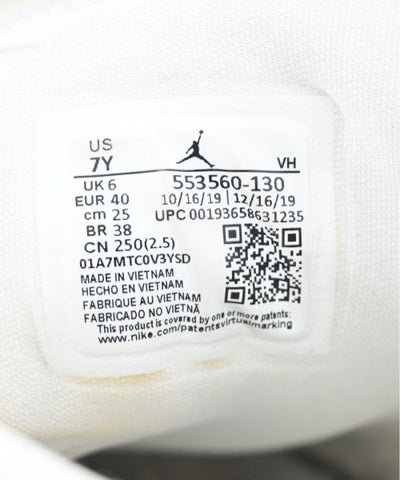 US
7Y
VH
UK 6
553560-130
EUR 40
10/16/19 | 12/16/19
cm 25
UPC 00193658631235
BR 38
CN 250(2.5)
01A7MTC0V3YSD
MADE IN VIETNAM
HECHO EN VIETNAM
FABRIQUE AU VIETNAM
FABRICADO NO VIETNÃ
This product is covered by one or more patents:
www.nike.com/patentsvirtualmarking